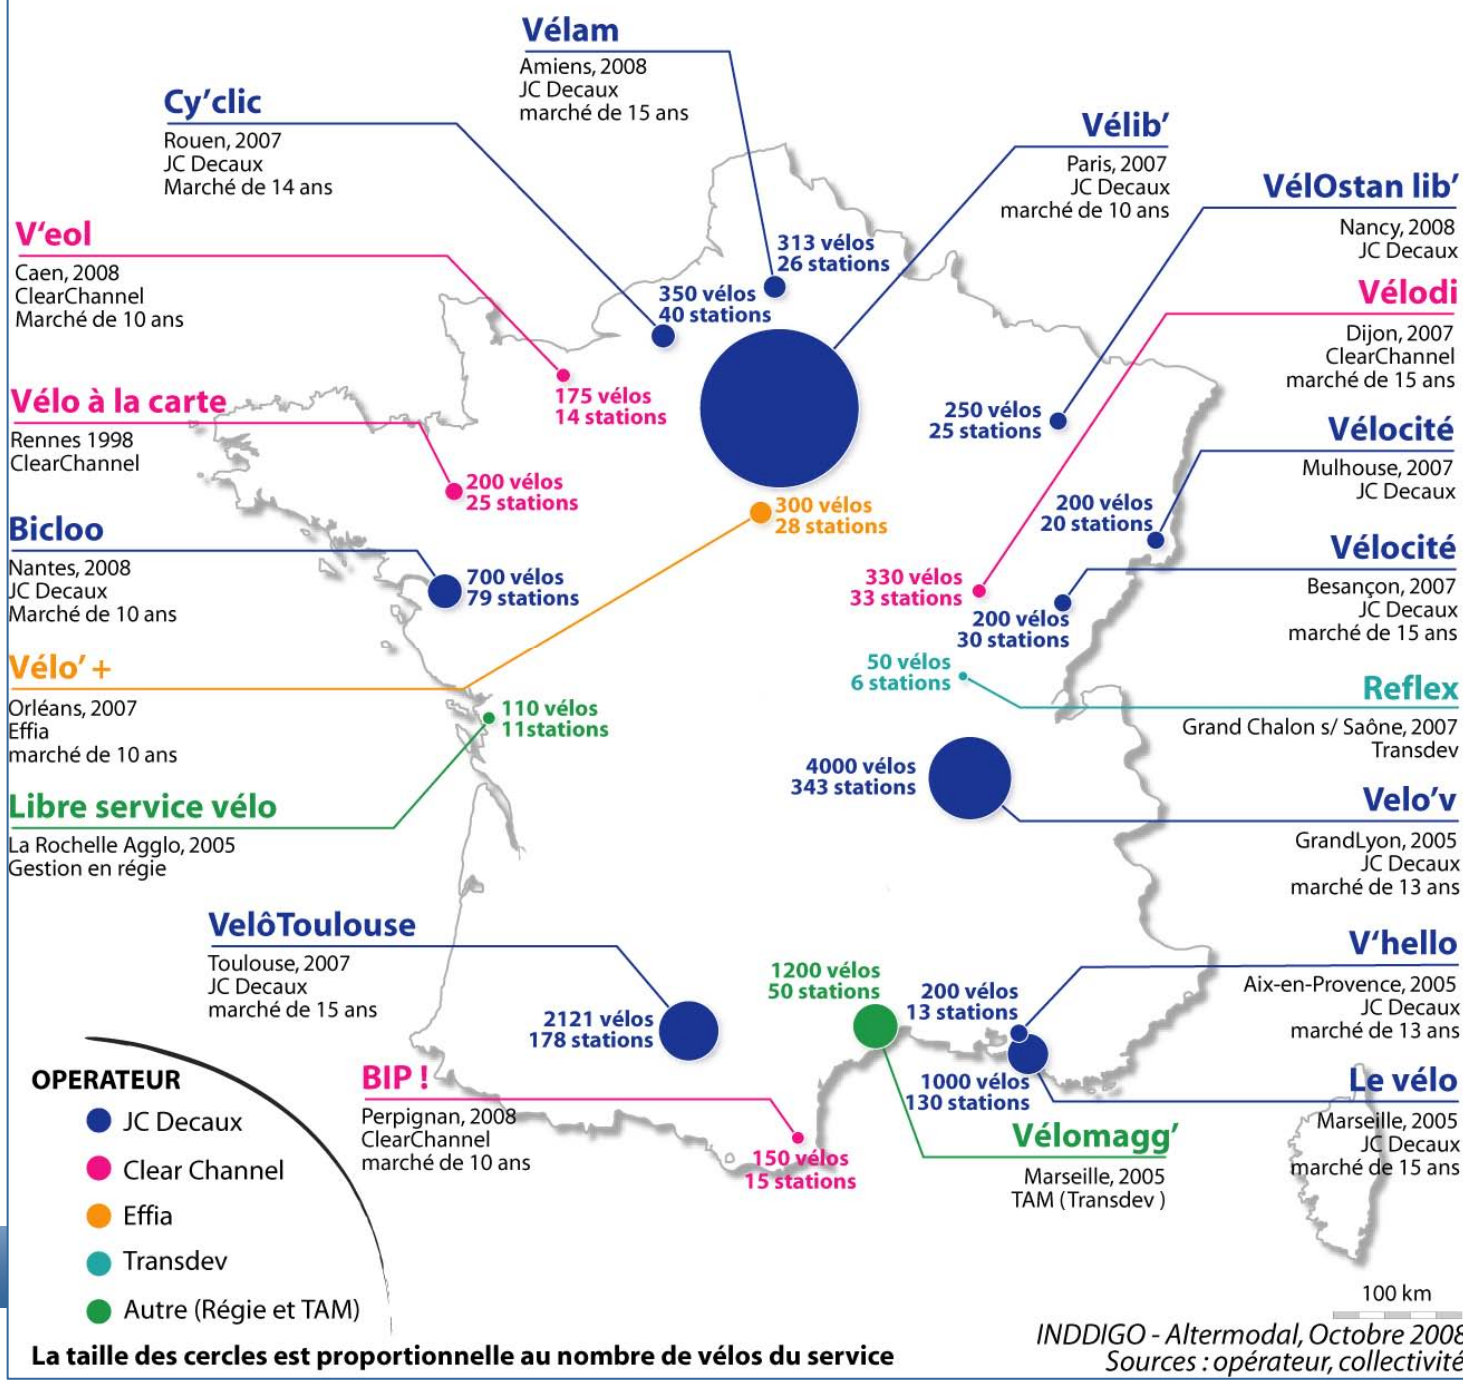 Vélam
Amiens, 2008
JC Decaux
marché de 15 ans
Cy’clic
Rouen, 2007
JC Decaux
Marché de 14 ans
Vélib’
Paris, 2007
JC Decaux
marché de 10 ans
VélOstan lib’
Nancy, 2008
JC Decaux
V‘eol
Caen, 2008
ClearChannel
Marché de 10 ans
313 vélos
26 stations
350 vélos
40 stations
Vélodi
Dijon, 2007
ClearChannel
marché de 15 ans
175 vélos
14 stations
Vélo à la carte
Rennes 1998
ClearChannel
250 vélos
25 stations
Vélocité
Mulhouse, 2007
JC Decaux
200 vélos
25 stations
300 vélos
28 stations
200 vélos
20 stations
Bicloo
Nantes, 2008
JC Decaux
Marché de 10 ans
700 vélos
79 stations
330 vélos
33 stations
Vélocité
Besançon, 2007
JC Decaux
marché de 15 ans
200 vélos
30 stations
Vélo’ +
Orléans, 2007
Effia
marché de 10 ans
50 vélos
6 stations
Reflex
Grand Chalon s/ Saône, 2007
Transdev
110 vélos
11stations
Libre service vélo
La Rochelle Agglo, 2005
Gestion en régie
4000 vélos
343 stations
Velo’v
GrandLyon, 2005
JC Decaux
marché de 13 ans
VelôToulouse
Toulouse, 2007
JC Decaux
marché de 15 ans
2121 vélos
178 stations
1200 vélos
50 stations
200 vélos
13 stations
V‘hello
Aix-en-Provence, 2005
JC Decaux
marché de 13 ans
1000 vélos
130 stations
Le vélo
Marseille, 2005
JC Decaux
marché de 15 ans
BIP !
Perpignan, 2008
ClearChannel
marché de 10 ans
150 vélos
15 stations
Vélomagg’
Marseille, 2005
TAM (Transdev )
OPERATEUR
JC Decaux
Clear Channel
Effia
Transdev
Autre (Régie et TAM)
100 km
La taille des cercles est proportionnelle au nombre de vélos du service
INDDIGO - Altermodal, Octobre 2008
Sources : opérateur, collectivité